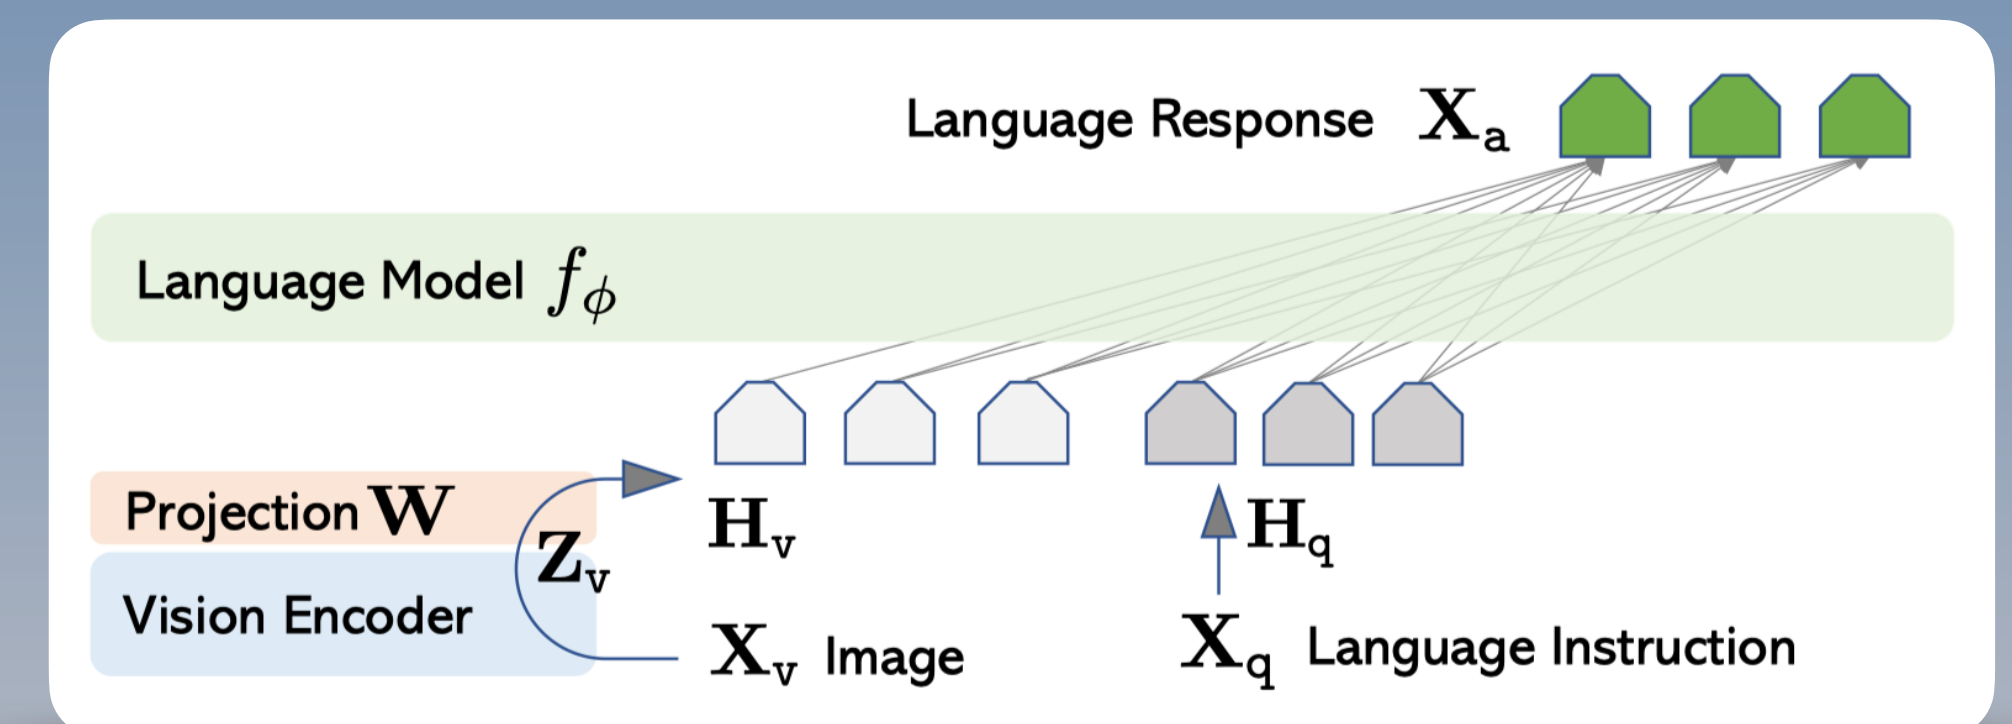 Language Response X_a
Language Model f_ϕ
Projection W
Z_v
H_v
H_q
Vision Encoder
X_v Image
X_q Language Instruction